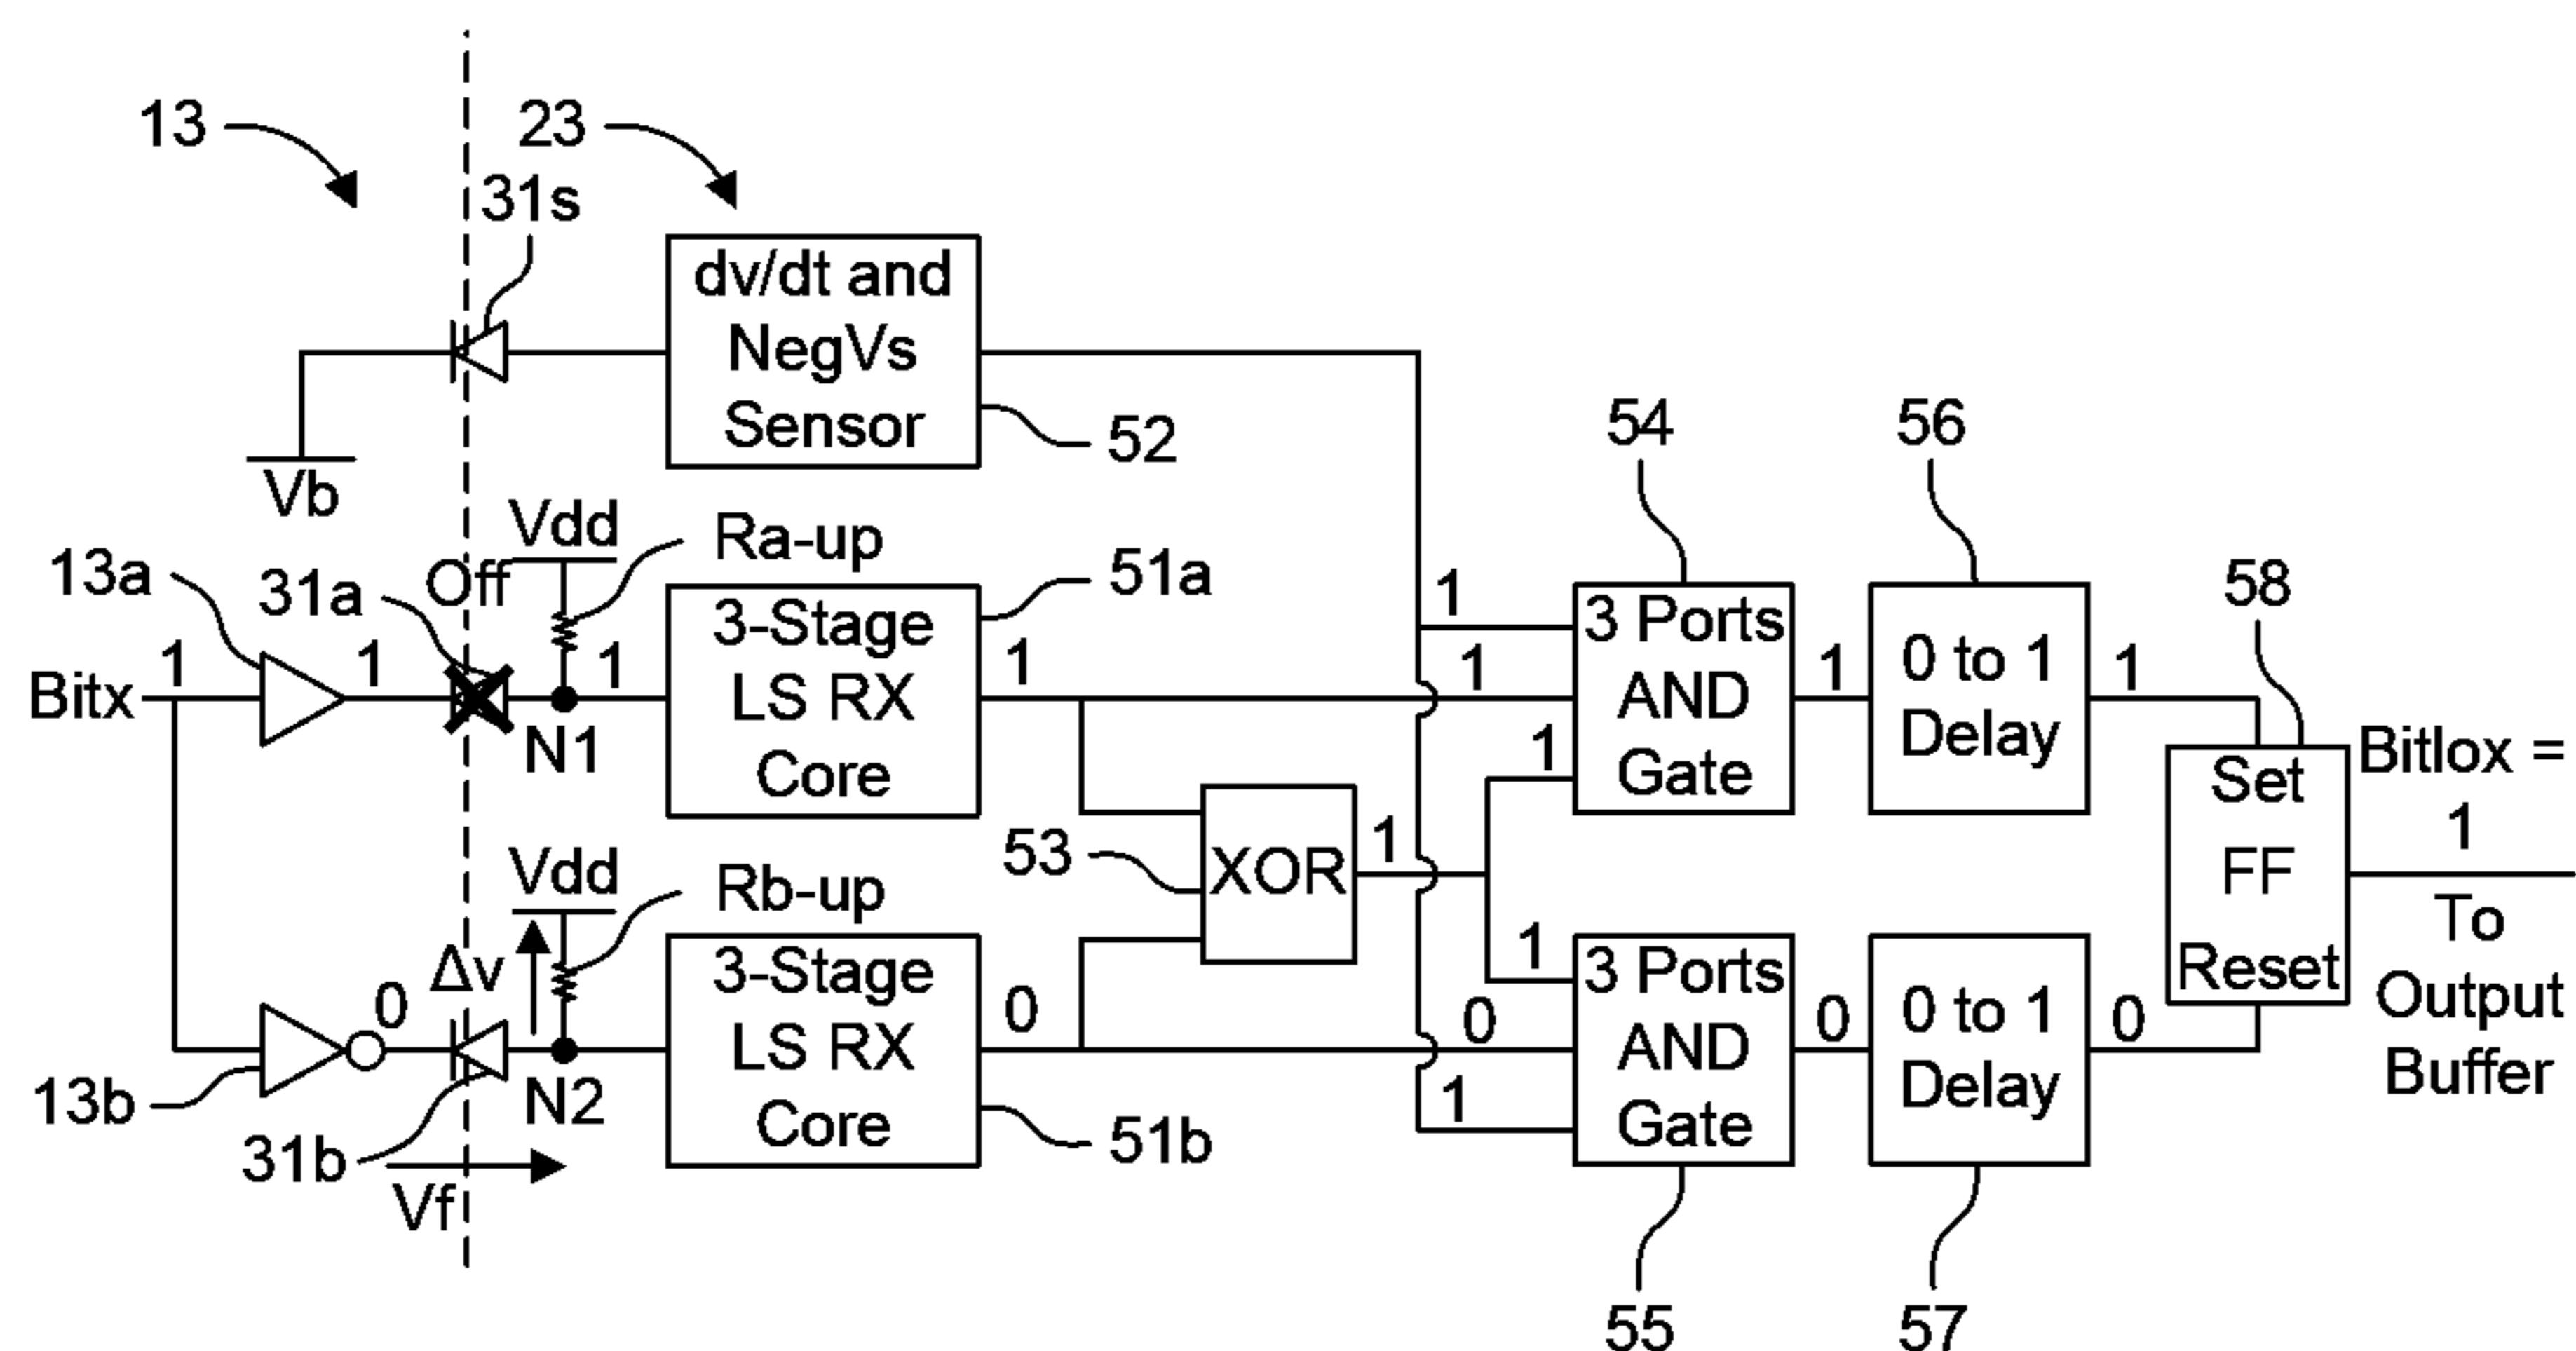 13
23
31s
dv/dt and
NegVs
Sensor
52
Vb
Vdd
Ra-up
54
56
13a
31a
Off
51a
58
Bitx
1
1
1
N1
3-Stage
LS RX
Core
1
1
1
1
3 Ports
AND
Gate
1
0 to 1
Delay
1
Set
FF
Reset
Bitlox =
1
To
Output
Buffer
53
XOR
1
Vdd
Rb-up
Δv
0
13b
31b
N2
Vf
3-Stage
LS RX
Core
51b
0
1
0
1
3 Ports
AND
Gate
0
0 to 1
Delay
0
55
57